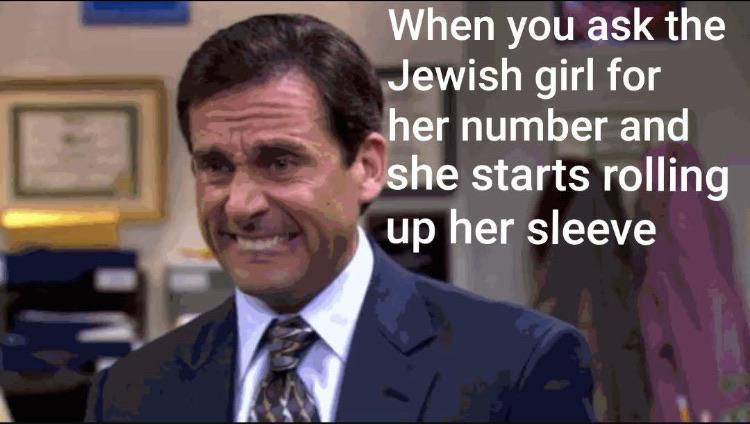 When you ask the
Jewish girl for
her number and
she starts rolling
up her sleeve